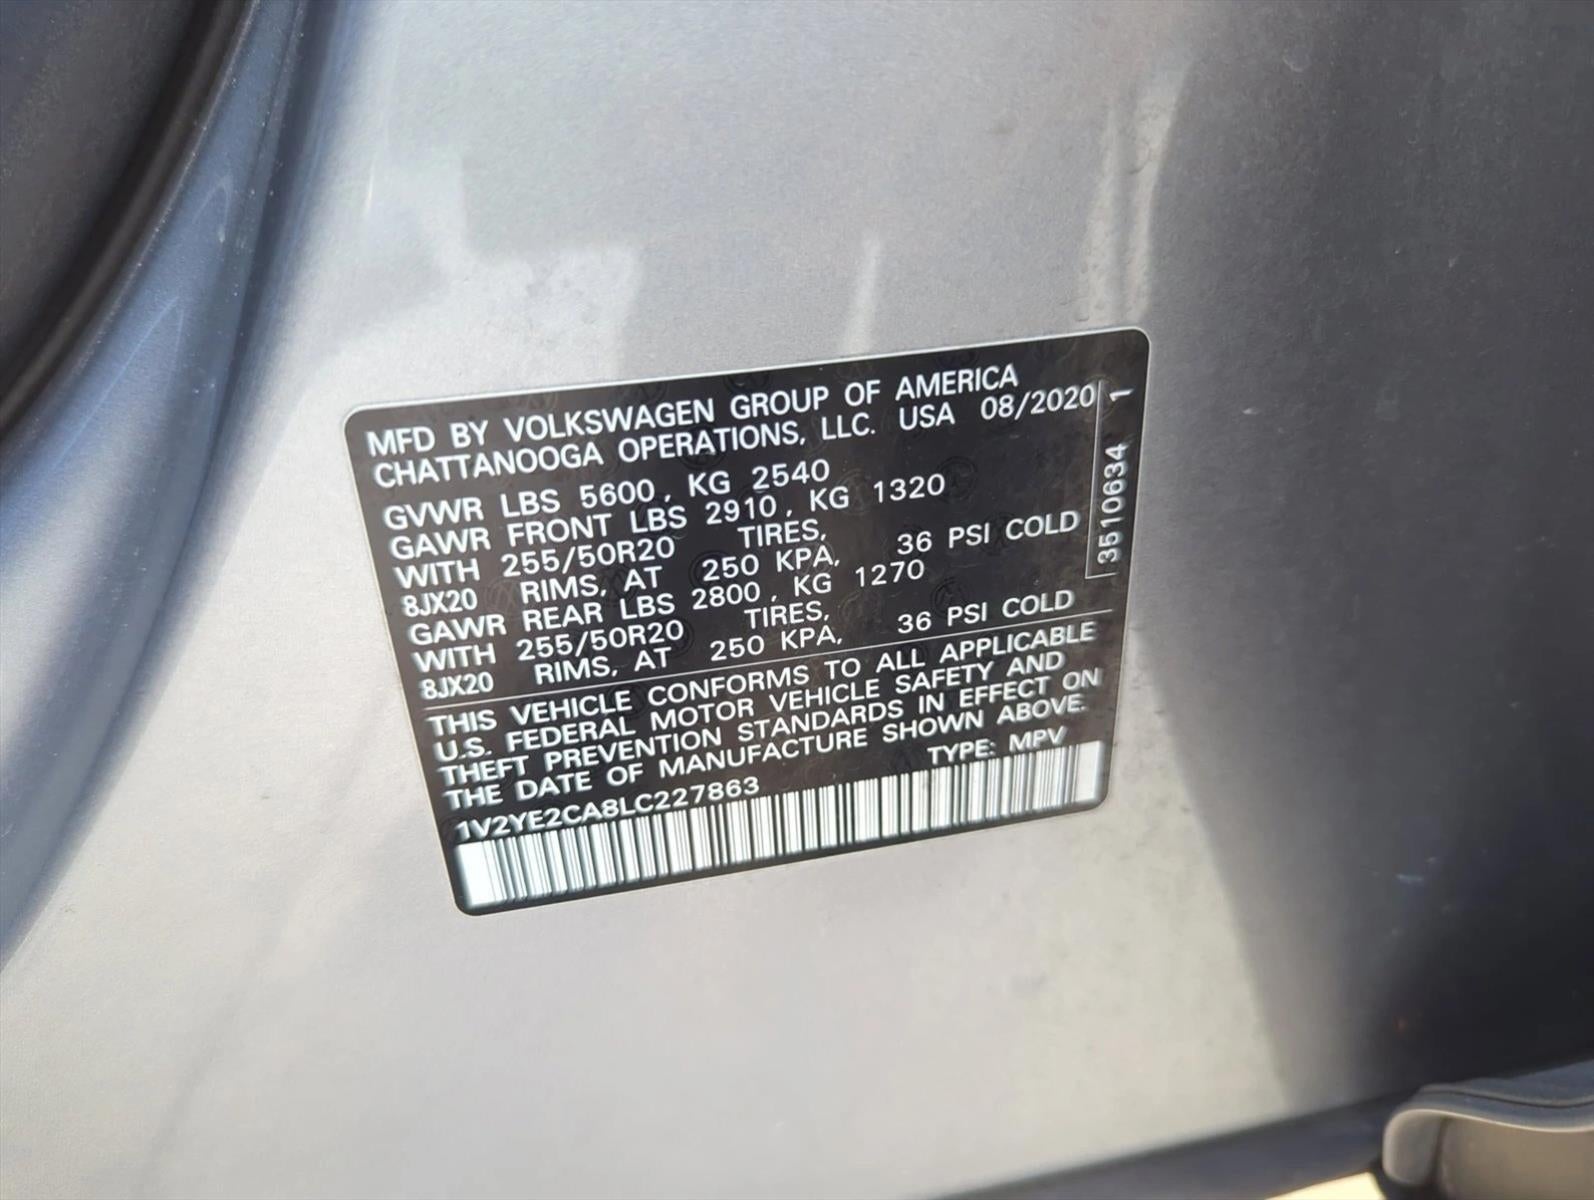 MFD BY VOLKSWAGEN GROUP OF AMERICA
CHATTANOOGA OPERATIONS, LLC. USA 08/2020
GVWR LBS 5600, KG 2540
GAWR FRONT LBS 2910, KG 1320
WITH 255/50R20 TIRES,
8JX20 RIMS, AT 250 KPA, 36 PSI COLD
GAWR REAR LBS 2800, KG 1270
WITH 255/50R20 TIRES,
8JX20 RIMS, AT 250 KPA, 36 PSI COLD
THIS VEHICLE CONFORMS TO ALL APPLICABLE
U.S. FEDERAL MOTOR VEHICLE SAFETY AND
THEFT PREVENTION STANDARDS IN EFFECT ON
THE DATE OF MANUFACTURE SHOWN ABOVE.
TYPE: MPV
1V2YE2CA8LC227863
3510634 1